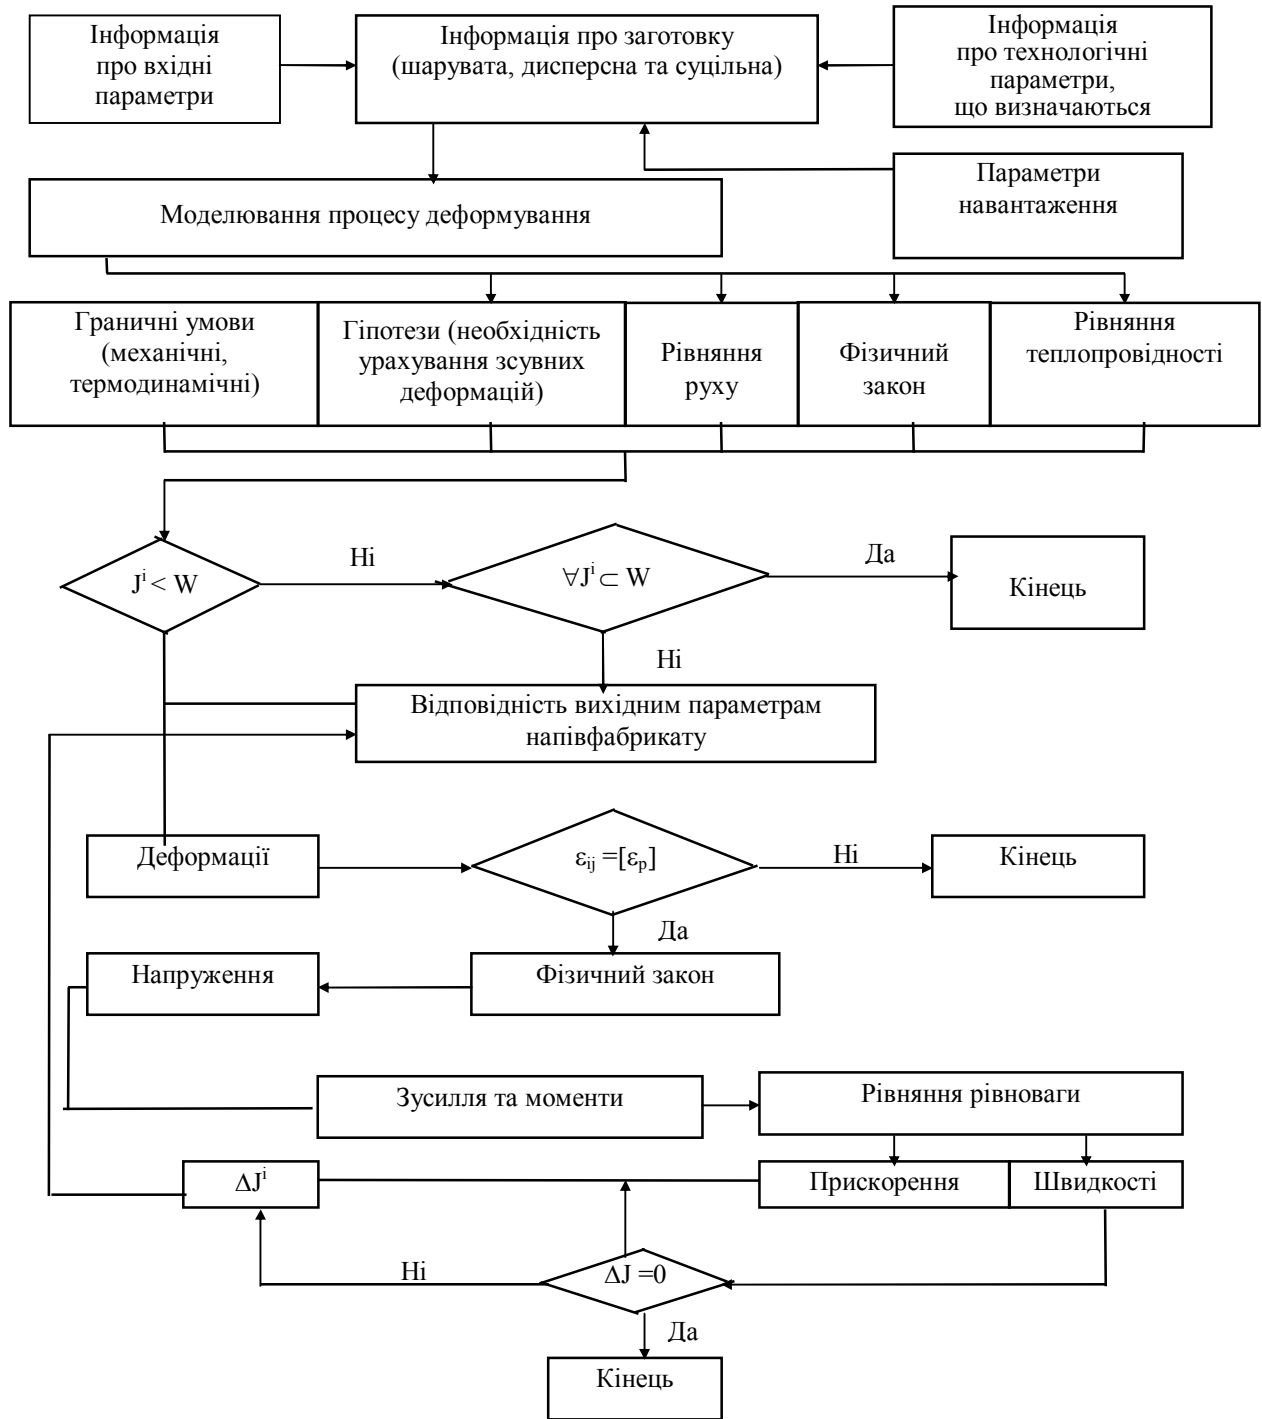 Інформація
про вхідні
параметри
Інформація про заготовку
(шарувата, дисперсна та суцільна)
Інформація
про технологічні
параметри,
що визначаються
Параметри
навантаження
Моделювання процесу деформування
Граничні умови
(механічні,
термодинамічні)
Гіпотези (необхідність
урахування зсувних
деформацій)
Рівняння
руху
Фізичний
закон
Рівняння
теплопровідності
Jⁱ < W
Ні
∀Jⁱ ⊂ W
Да
Кінець
Ні
Відповідність вихідним параметрам
напівфабрикату
Деформації
εᵢⱼ =[εₚ]
Ні
Кінець
Да
Напруження
Фізичний закон
Зусилля та моменти
Рівняння рівноваги
ΔJⁱ
Прискорення
Швидкості
Ні
ΔJ =0
Да
Кінець